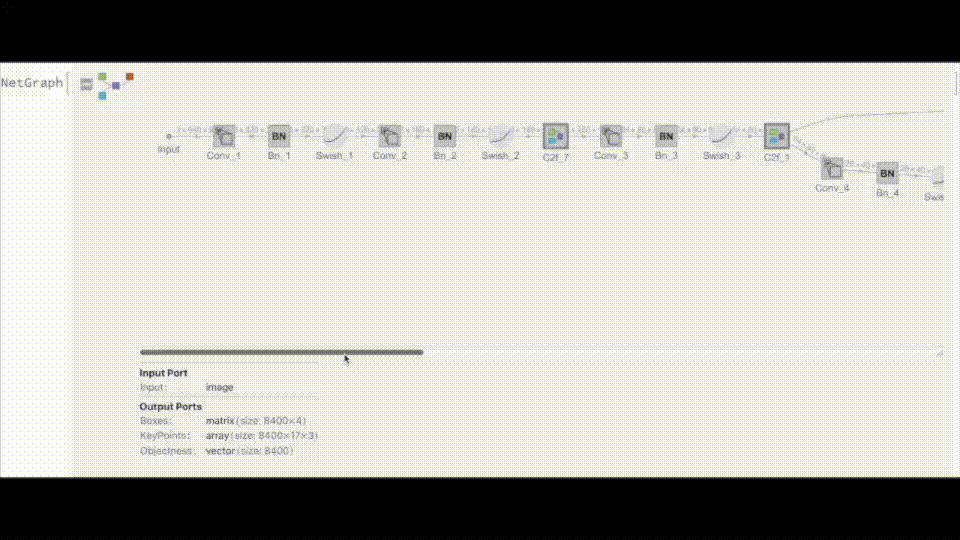 NetGraph[
Input
Conv_1
BN
Bn_1
Swish_1
Conv_2
BN
Bn_2
Swish_2
C2f_7
Conv_3
BN
Bn_3
Swish_3
C2f_1
Conv_4
BN
Bn_4
Swis
]
Input Port
Input: image
Output Ports
Boxes: matrix (size: 8400×4)
KeyPoints: array (size: 8400×17×3)
Objectness: vector (size: 8400)